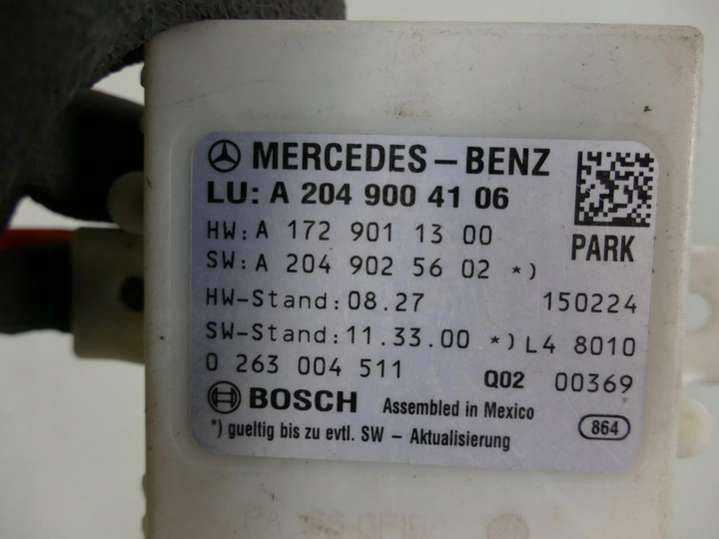 MERCEDES-BENZ
LU: A 204 900 41 06
HW: A 172 901 13 00
PARK
SW: A 204 902 56 02 *)
HW-Stand: 08.27 150224
SW-Stand: 11.33.00 *) L4 8010
0 263 004 511 Q02 00369
BOSCH Assembled in Mexico
864
*) gueltig bis zu evtl. SW - Aktualisierung